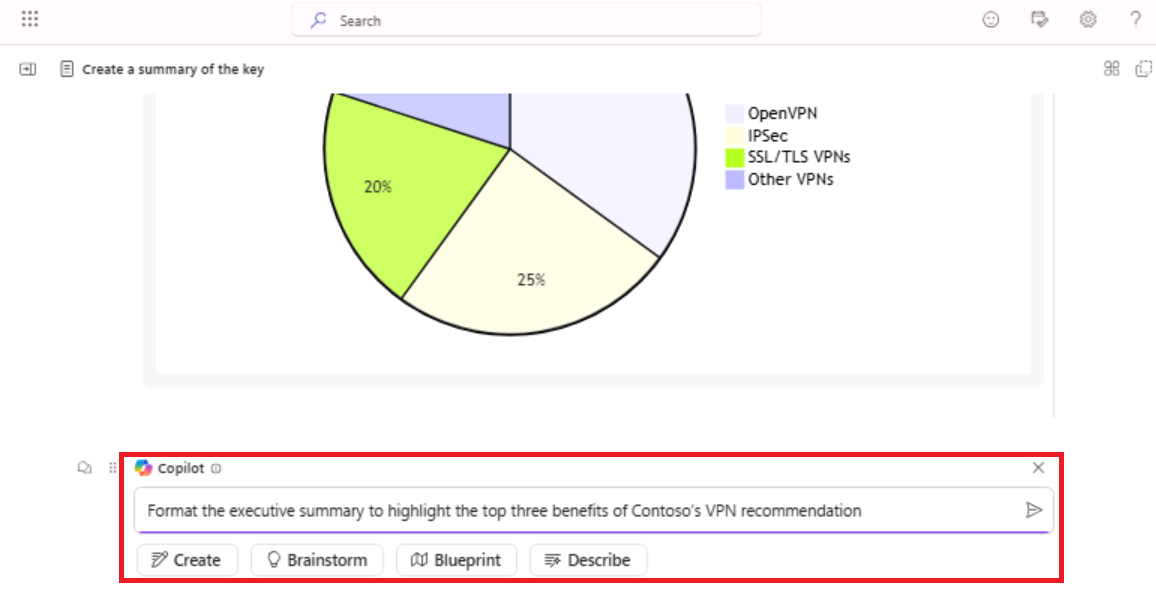 Search
?
Create a summary of the key
OpenVPN
IPSec
SSL/TLS VPNs
Other VPNs
20%
25%
Copilot
Format the executive summary to highlight the top three benefits of Contoso's VPN recommendation
Create Brainstorm Blueprint Describe